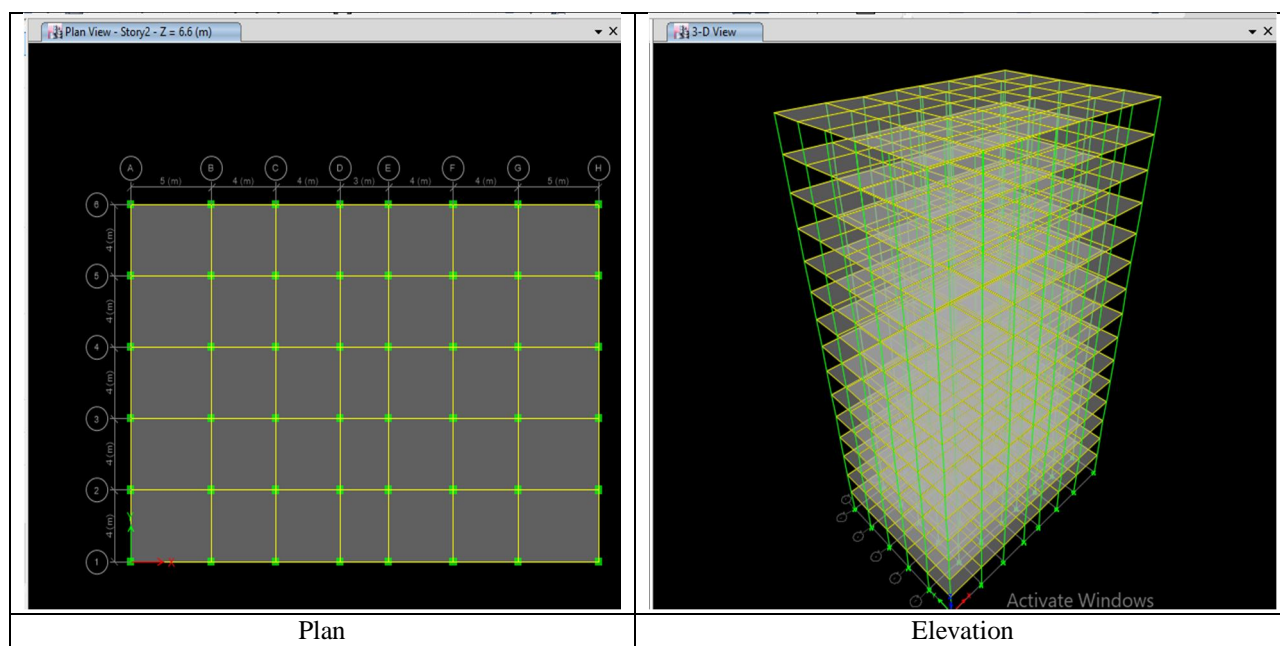 Plan View - Story2 - Z = 6.6 (m)
A B C D E F G H
5 (m) 4 (m) 4 (m) 3 (m) 4 (m) 4 (m) 5 (m)
6
4 (m)
5
4 (m)
4
4 (m)
3
4 (m)
2
4 (m)
1
Y
X
3-D View
Activate Windows
Plan
Elevation